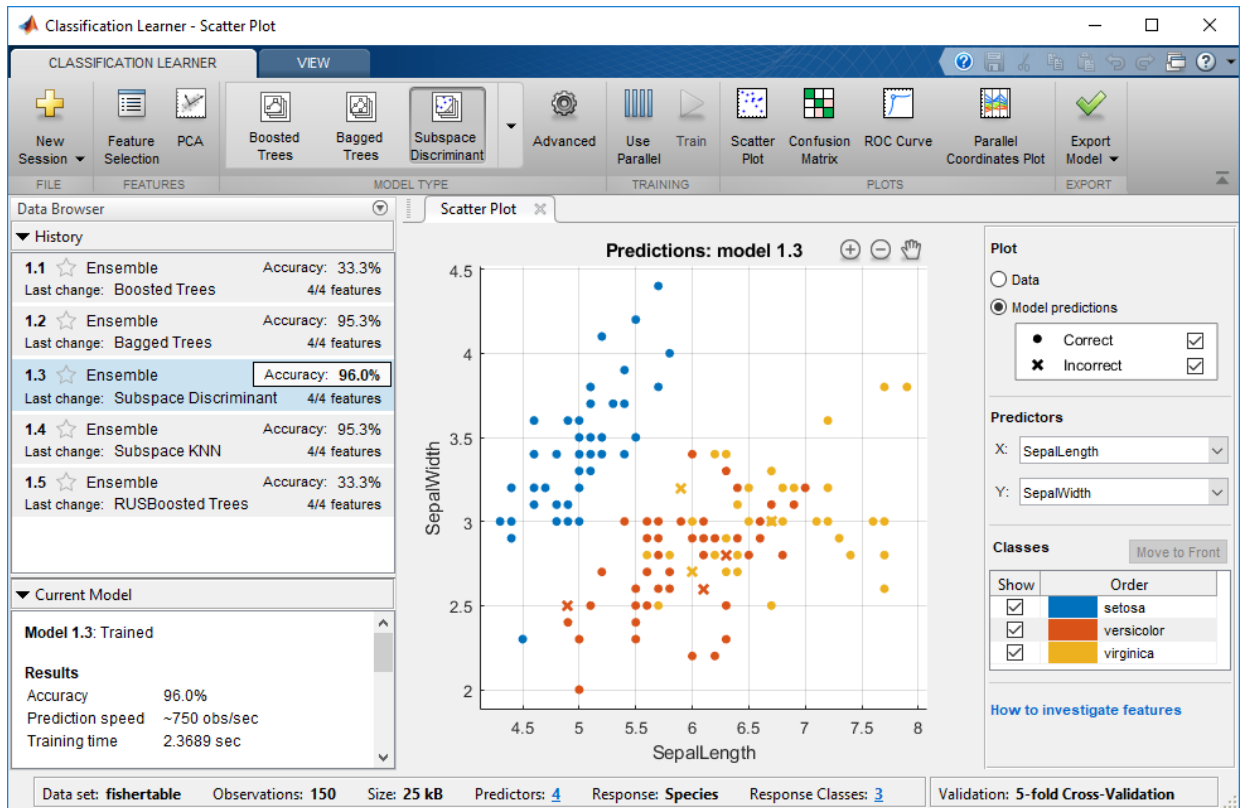 Classification Learner - Scatter Plot
CLASSIFICATION LEARNER VIEW
New Session
Feature Selection
PCA
Boosted Trees
Bagged Trees
Subspace Discriminant
Advanced
Use Parallel
Train
Scatter Plot
Confusion Matrix
ROC Curve
Parallel Coordinates Plot
Export Model
FILE FEATURES MODEL TYPE TRAINING PLOTS EXPORT
Data Browser
History
1.1 Ensemble Accuracy: 33.3%
Last change: Boosted Trees 4/4 features
1.2 Ensemble Accuracy: 95.3%
Last change: Bagged Trees 4/4 features
1.3 Ensemble Accuracy: 96.0%
Last change: Subspace Discriminant 4/4 features
1.4 Ensemble Accuracy: 95.3%
Last change: Subspace KNN 4/4 features
1.5 Ensemble Accuracy: 33.3%
Last change: RUSBoosted Trees 4/4 features
Current Model
Model 1.3: Trained
Results
Accuracy 96.0%
Prediction speed ~750 obs/sec
Training time 2.3689 sec
Scatter Plot
Predictions: model 1.3
4.5
4
3.5
3
2.5
2
SepalWidth
4.5 5 5.5 6 6.5 7 7.5 8
SepalLength
Plot
Data
Model predictions
Correct
Incorrect
Predictors
X: SepalLength
Y: SepalWidth
Classes Move to Front
Show Order
setosa
versicolor
virginica
How to investigate features
Data set: fishertable Observations: 150 Size: 25 kB Predictors: 4 Response: Species Response Classes: 3 Validation: 5-fold Cross-Validation